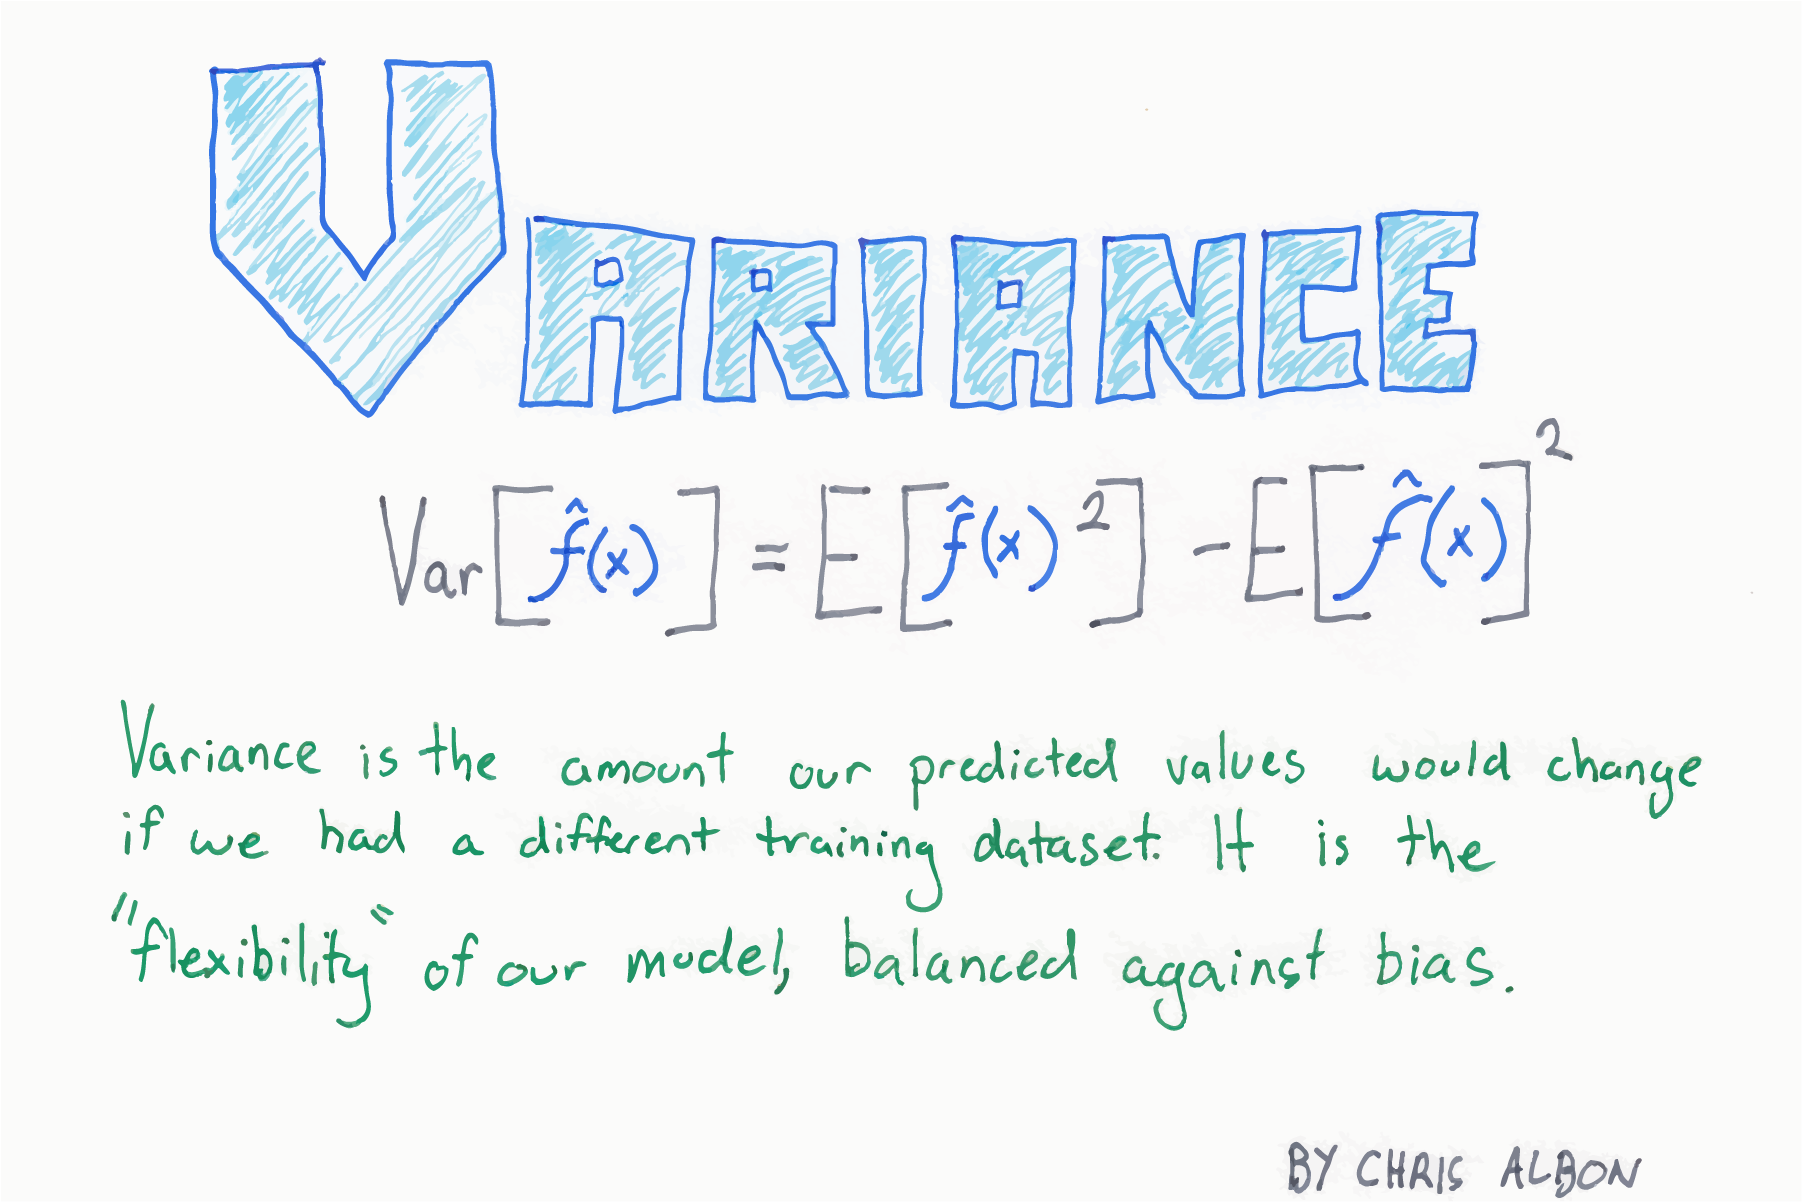 VARIANCE
Var[f̂(x)] = E[f̂(x)²] - E[f̂(x)]²
Variance is the amount our predicted values would change
if we had a different training dataset. It is the
"flexibility" of our model, balanced against bias.
BY CHRIS ALBON